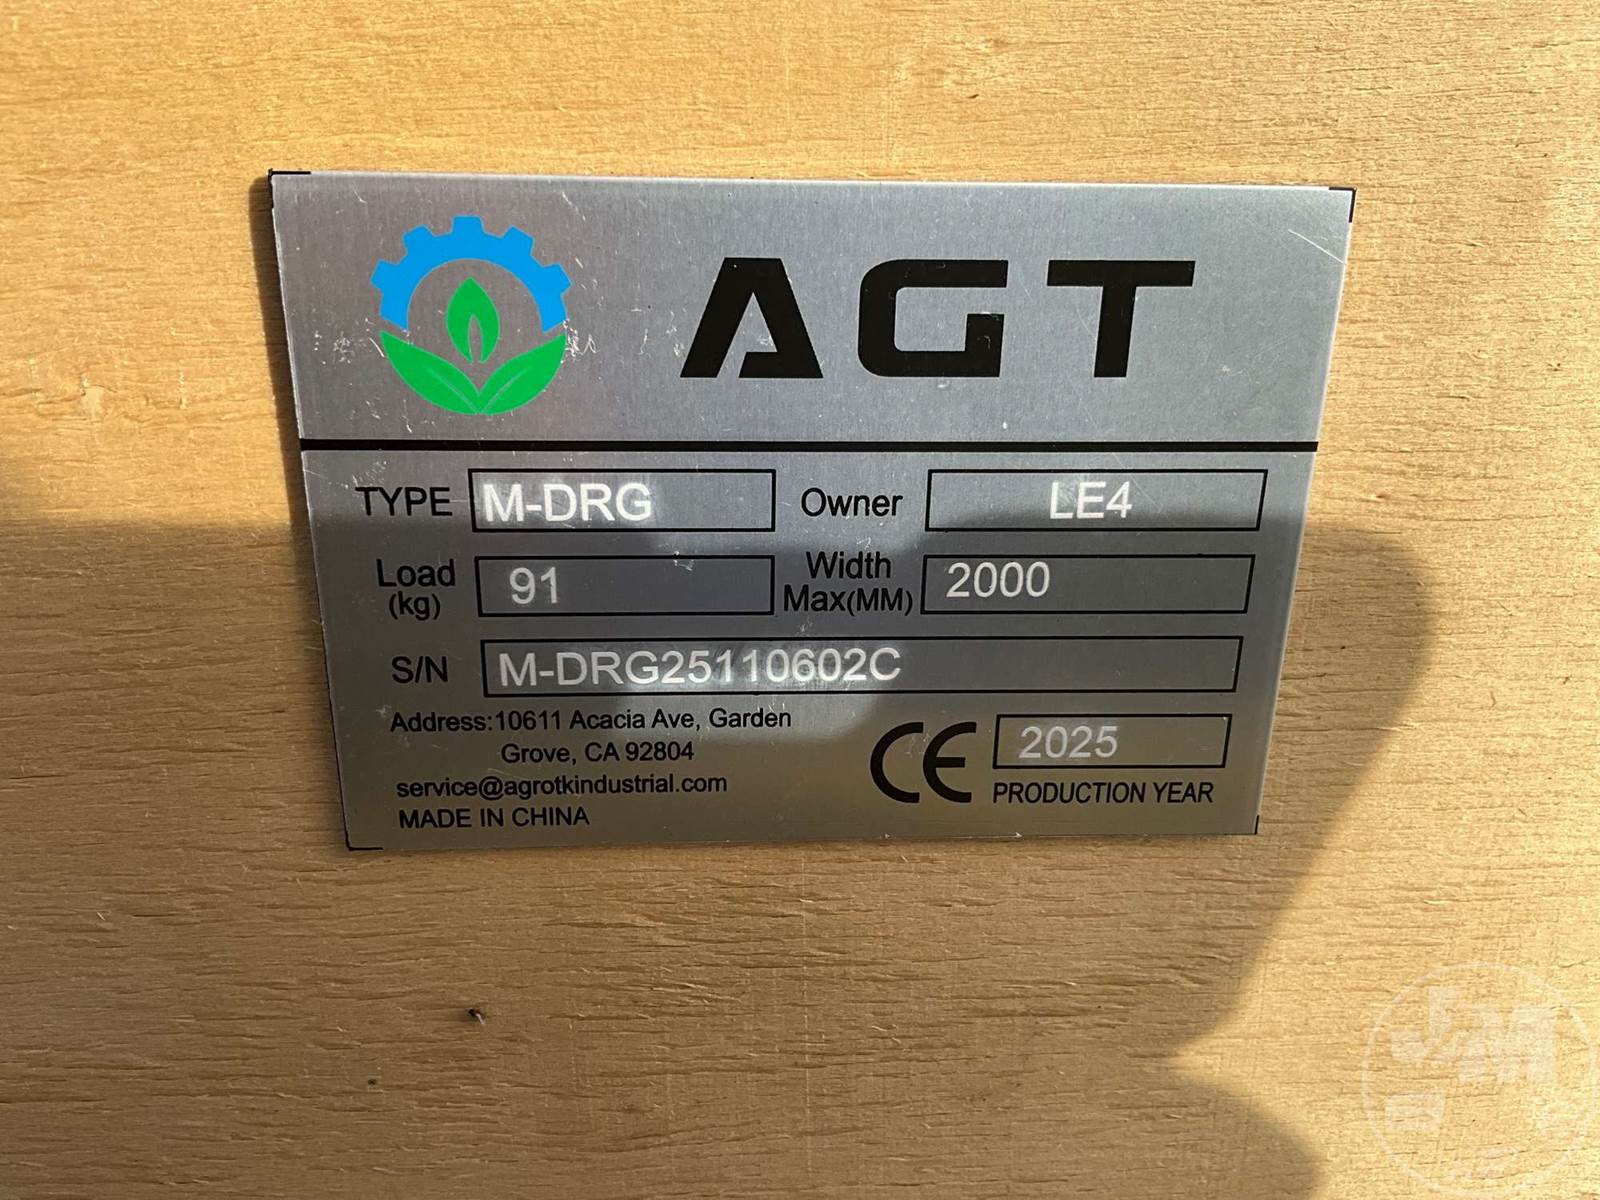 AGT
TYPE M-DRG Owner LE4
Load (kg) 91 Width Max(MM) 2000
S/N M-DRG25110602C
Address:10611 Acacia Ave, Garden
Grove, CA 92804
service@agrotkindustrial.com
MADE IN CHINA
CE 2025
PRODUCTION YEAR